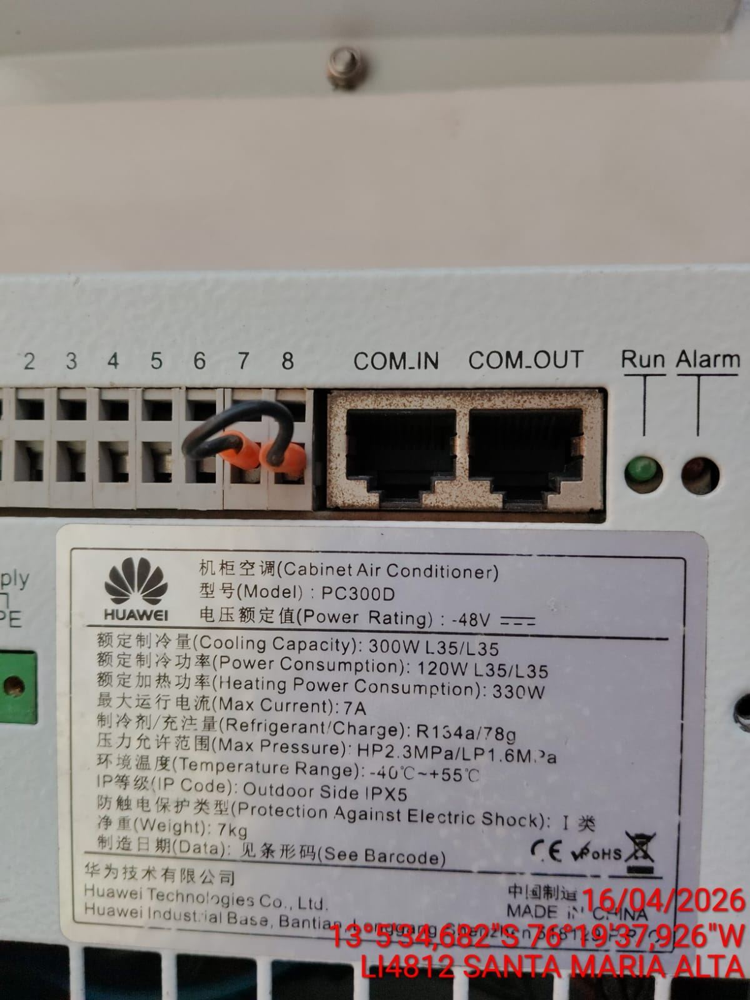 2 3 4 5 6 7 8 COM_IN COM_OUT Run Alarm
ply
PE
HUAWEI
机柜空调(Cabinet Air Conditioner)
型号(Model) : PC300D
电压额定值(Power Rating) : -48V
额定制冷量(Cooling Capacity): 300W L35/L35
额定制冷功率(Power Consumption): 120W L35/L35
额定加热功率(Heating Power Consumption): 330W
最大运行电流(Max Current): 7A
制冷剂/充注量(Refrigerant/Charge): R134a/78g
压力允许范围(Max Pressure): HP2.3MPa/LP1.6MPa
环境温度(Temperature Range): -40℃~+55℃
IP等级(IP Code): Outdoor Side IPX5
防触电保护类型(Protection Against Electric Shock): I 类
净重(Weight): 7kg
制造日期(Data): 见条形码(See Barcode)
CE RoHS
华为技术有限公司
Huawei Technologies Co., Ltd.
中国制造
MADE IN CHINA
Huawei Industrial Base, Bantian, Longgang Shenzhen 518129
16/04/2026
13°5'34,682"S 76°19'37,926"W
LI4812 SANTA MARIA ALTA